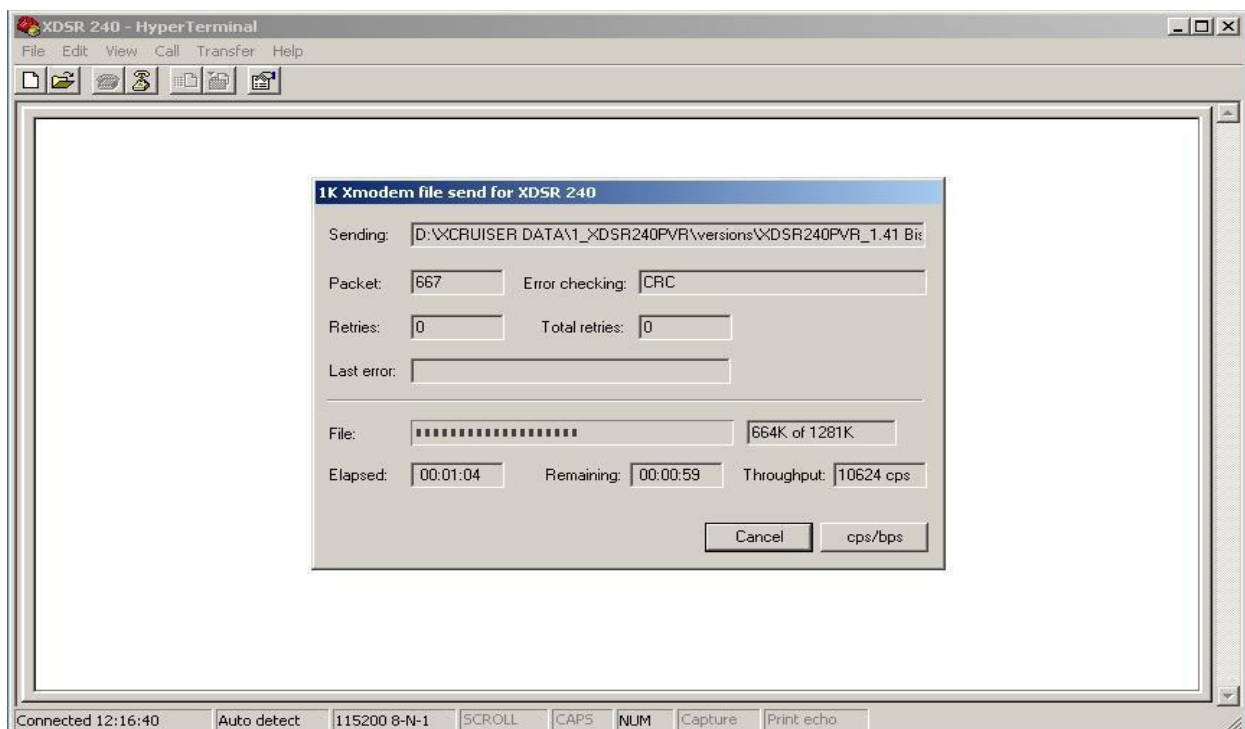 XDSR 240 - HyperTerminal
File Edit View Call Transfer Help
1K Xmodem file send for XDSR 240
Sending: D:\XCRUISER DATA\1_XDSR240PVR\versions\XDSR240PVR_1.41 Bis
Packet: 667 Error checking: CRC
Retries: 0 Total retries: 0
Last error:
File: 664K of 1281K
Elapsed: 00:01:04 Remaining: 00:00:59 Throughput: 10624 cps
Cancel cps/bps
Connected 12:16:40 Auto detect 115200 8-N-1 SCROLL CAPS NUM Capture Print echo